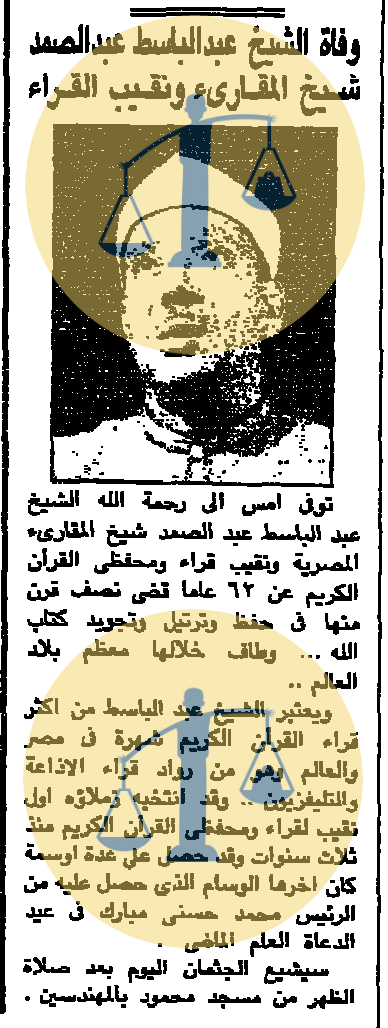 وفاة الشيخ عبدالباسط عبدالصمد
شيخ المقارىء ونقيب القراء
توفى امس الى رحمة الله الشيخ
عبد الباسط عبد الصمد شيخ المقارىء
المصرية ونقيب قراء ومحفظى القرآن
الكريم عن ٦٢ عاما قضى نصف قرن
منها فى حفظ وترتيل وتجويد كتاب
الله ... وطاف خلالها معظم بلاد
العالم ..
ويعتبر الشيخ عبد الباسط من اكثر
قراء القرآن الكريم شهرة فى مصر
والعالم وهو من رواد قراء الاذاعة
والتليفزيون .. وقد انتخبه زملاؤه اول
نقيب لقراء ومحفظى القرآن الكريم منذ
ثلاث سنوات وقد حصل على عدة اوسمة
كان اخرها الوسام الذى حصل عليه من
الرئيس محمد حسنى مبارك فى عيد
الدعاة العام الماضى .
سيشيع الجثمان اليوم بعد صلاة
الظهر من مسجد محمود بالمهندسين .